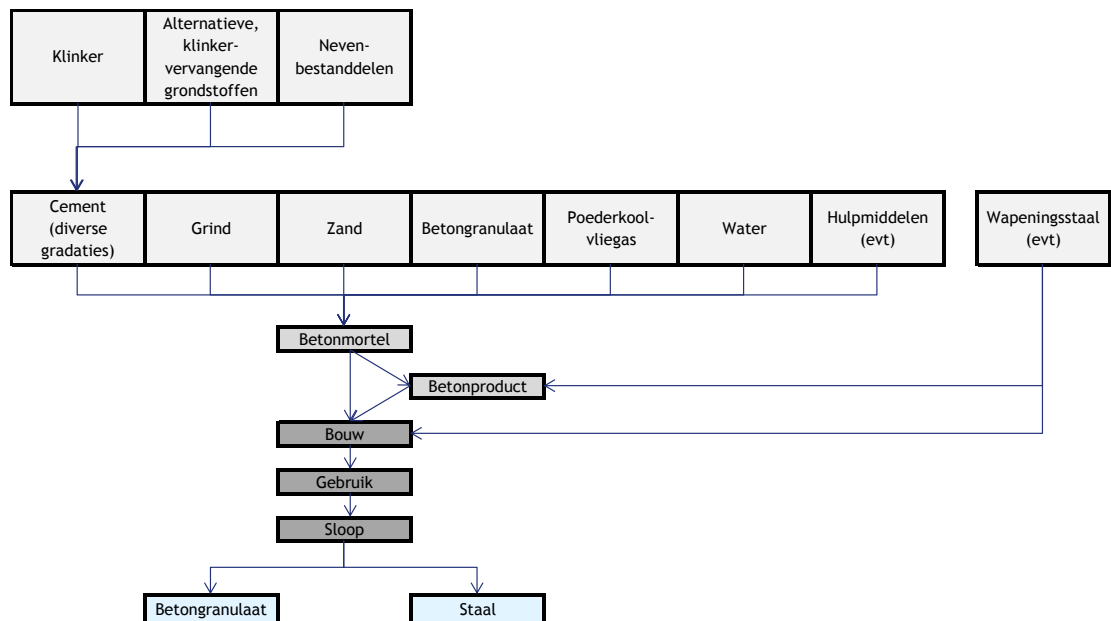 Klinker
Alternatieve,
klinker-
vervangende
grondstoffen
Neven-
bestanddelen
Cement
(diverse
gradaties)
Grind
Zand
Betongranulaat
Poederkool-
vliegas
Water
Hulpmiddelen
(evt)
Wapeningsstaal
(evt)
Betonmortel
Betonproduct
Bouw
Gebruik
Sloop
Betongranulaat
Staal